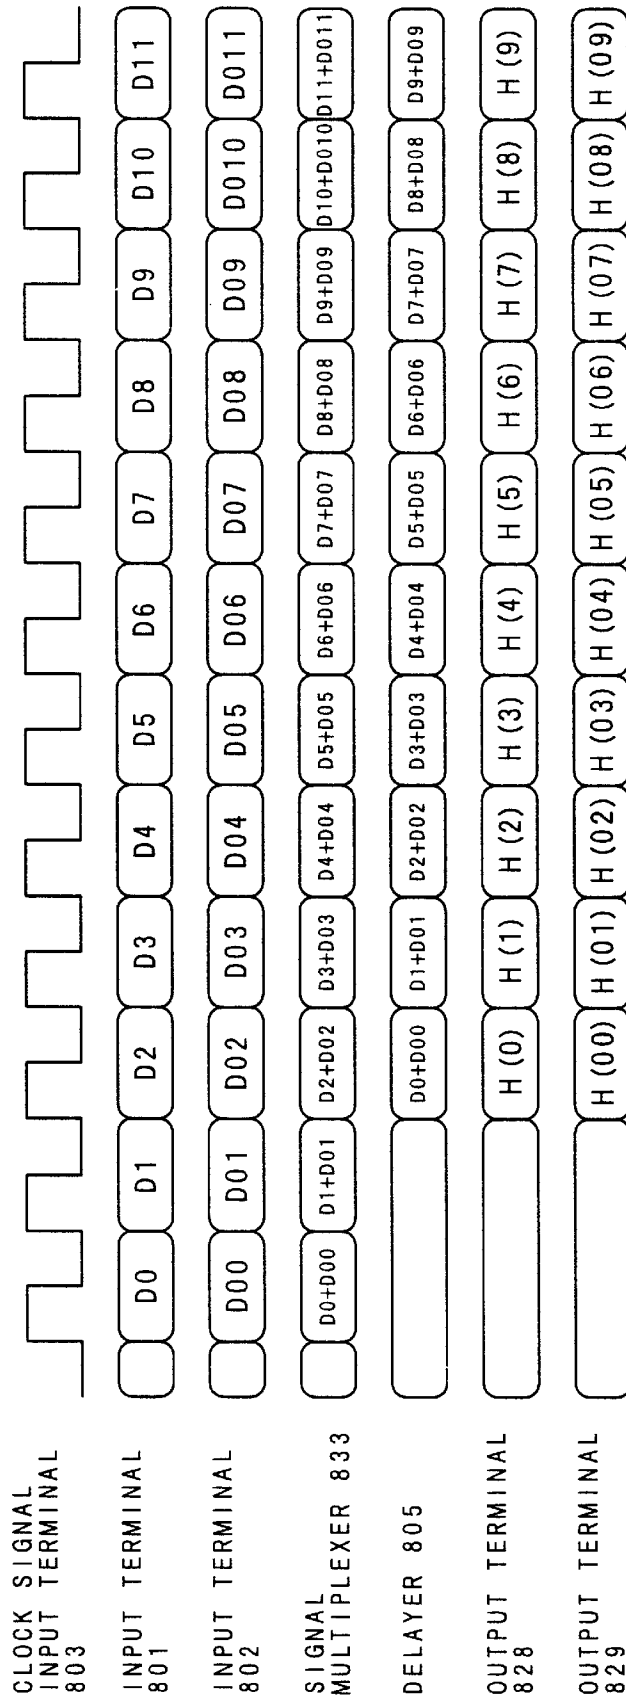 CLOCK SIGNAL
INPUT TERMINAL
803
INPUT TERMINAL
801
D0 D1 D2 D3 D4 D5 D6 D7 D8 D9 D10 D11
INPUT TERMINAL
802
D00 D01 D02 D03 D04 D05 D06 D07 D08 D09 D010 D011
SIGNAL
MULTIPLEXER 833
D0+D00 D1+D01 D2+D02 D3+D03 D4+D04 D5+D05 D6+D06 D7+D07 D8+D08 D9+D09 D10+D010 D11+D011
DELAYER 805
D0+D00 D1+D01 D2+D02 D3+D03 D4+D04 D5+D05 D6+D06 D7+D07 D8+D08 D9+D09
OUTPUT TERMINAL
828
H (0) H (1) H (2) H (3) H (4) H (5) H (6) H (7) H (8) H (9)
OUTPUT TERMINAL
829
H (00) H (01) H (02) H (03) H (04) H (05) H (06) H (07) H (08) H (09)